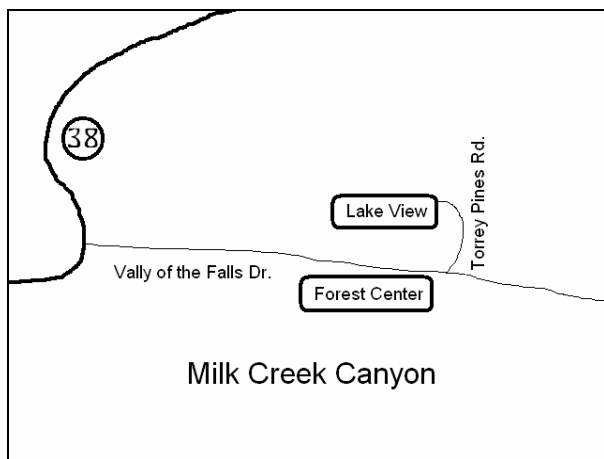 38
Torrey Pines Rd.
Lake View
Vally of the Falls Dr.
Forest Center
Milk Creek Canyon